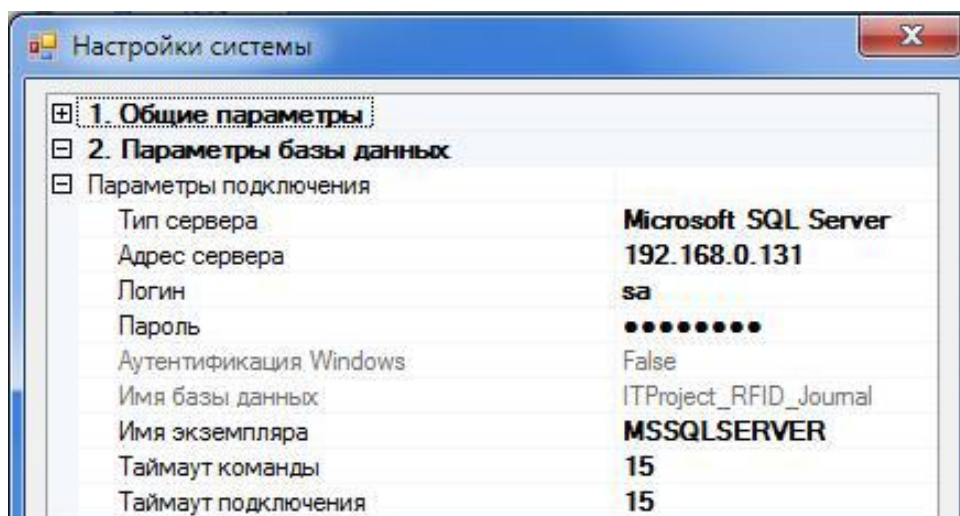 Настройки системы
1. Общие параметры
2. Параметры базы данных
Параметры подключения
Тип сервера Microsoft SQL Server
Адрес сервера 192.168.0.131
Логин sa
Пароль ●●●●●●●●
Аутентификация Windows False
Имя базы данных ITProject_RFID_Journal
Имя экземпляра MSSQLSERVER
Таймаут команды 15
Таймаут подключения 15